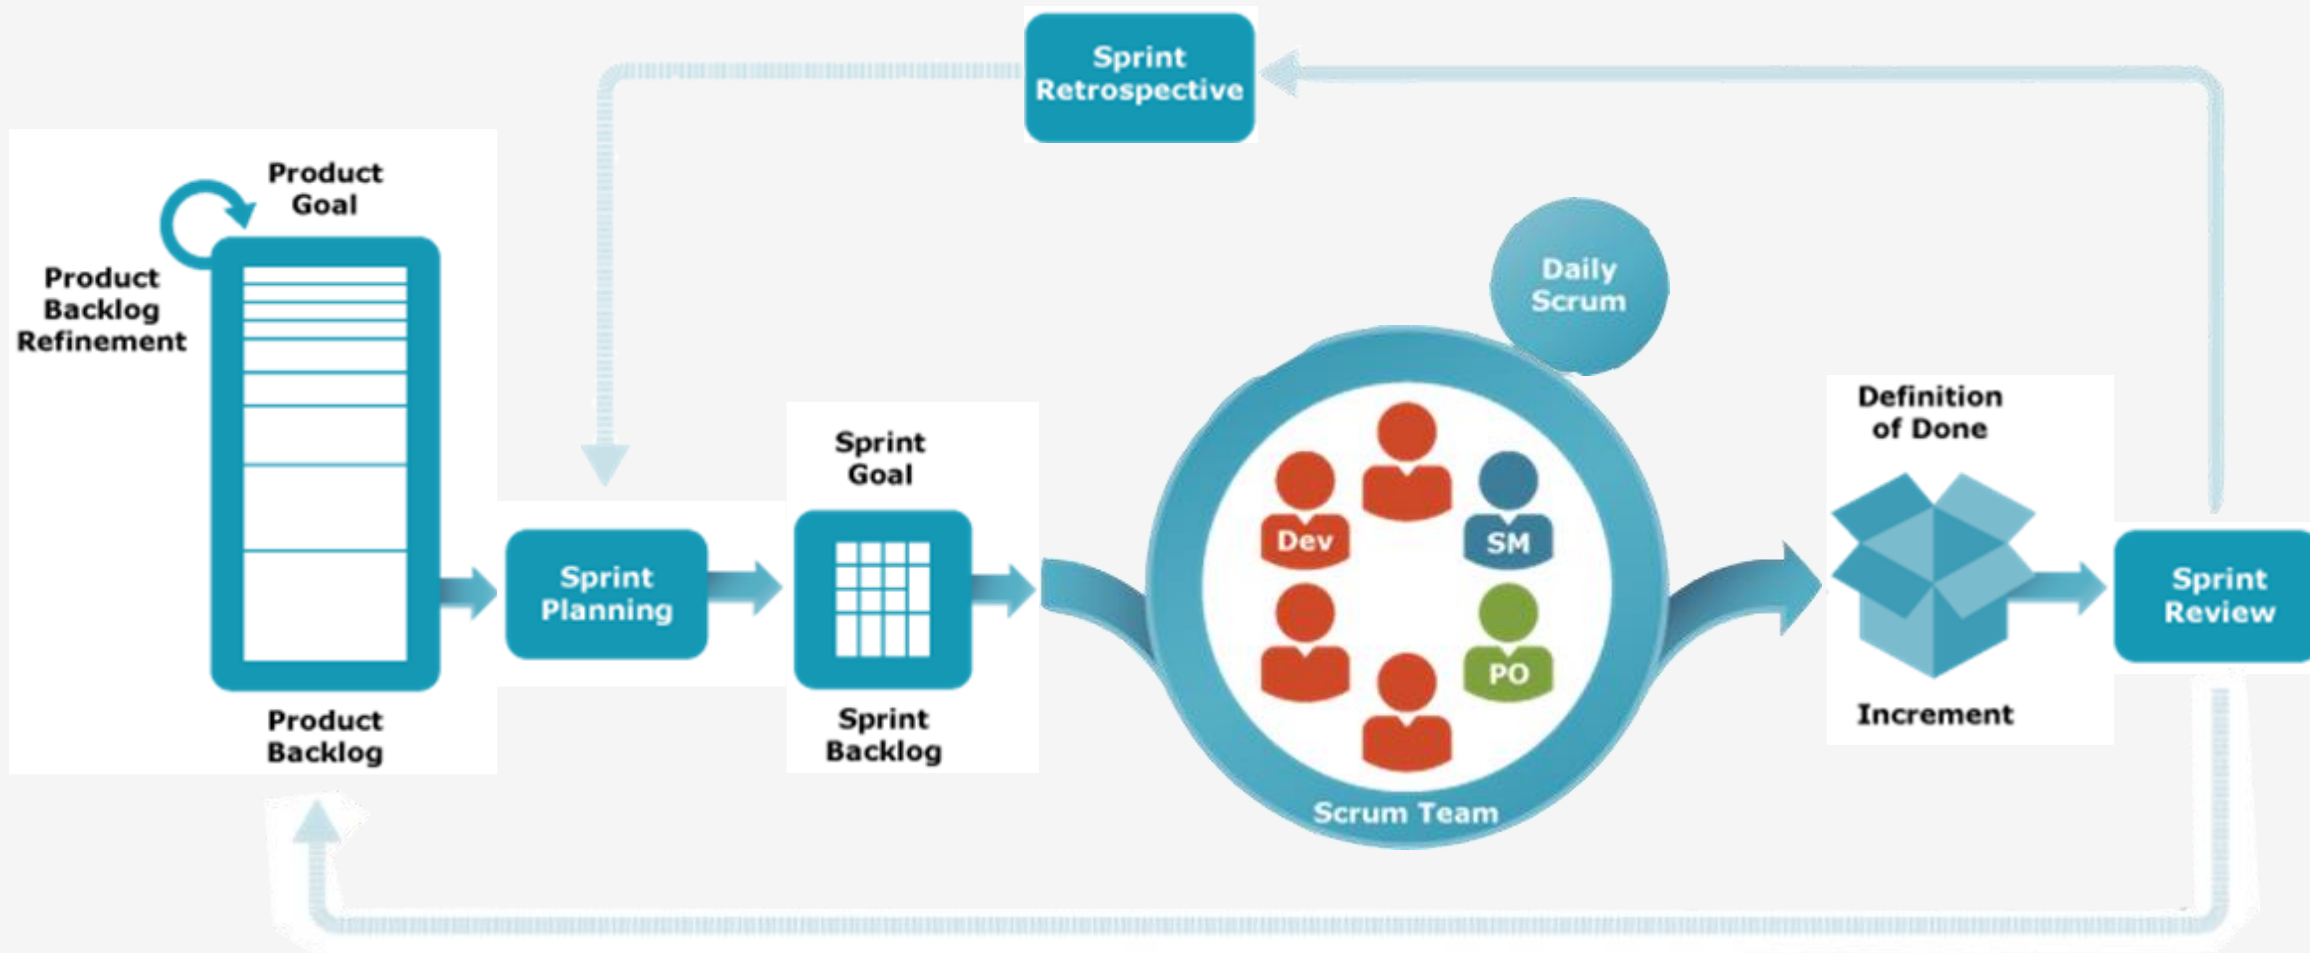 Sprint
Retrospective
Product
Goal
Product
Backlog
Refinement
Product
Backlog
Sprint
Planning
Sprint
Goal
Sprint
Backlog
Daily
Scrum
Dev
SM
PO
Scrum Team
Definition
of Done
Increment
Sprint
Review